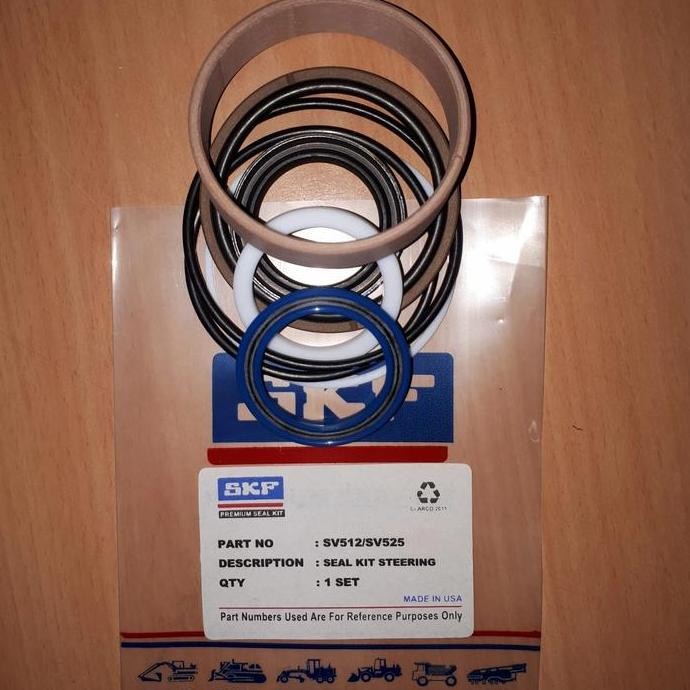 SKF
SKF
PREMIUM SEAL KIT
PART NO : SV512/SV525
DESCRIPTION : SEAL KIT STEERING
QTY : 1 SET
MADE IN USA
Part Numbers Used Are For Reference Purposes Only